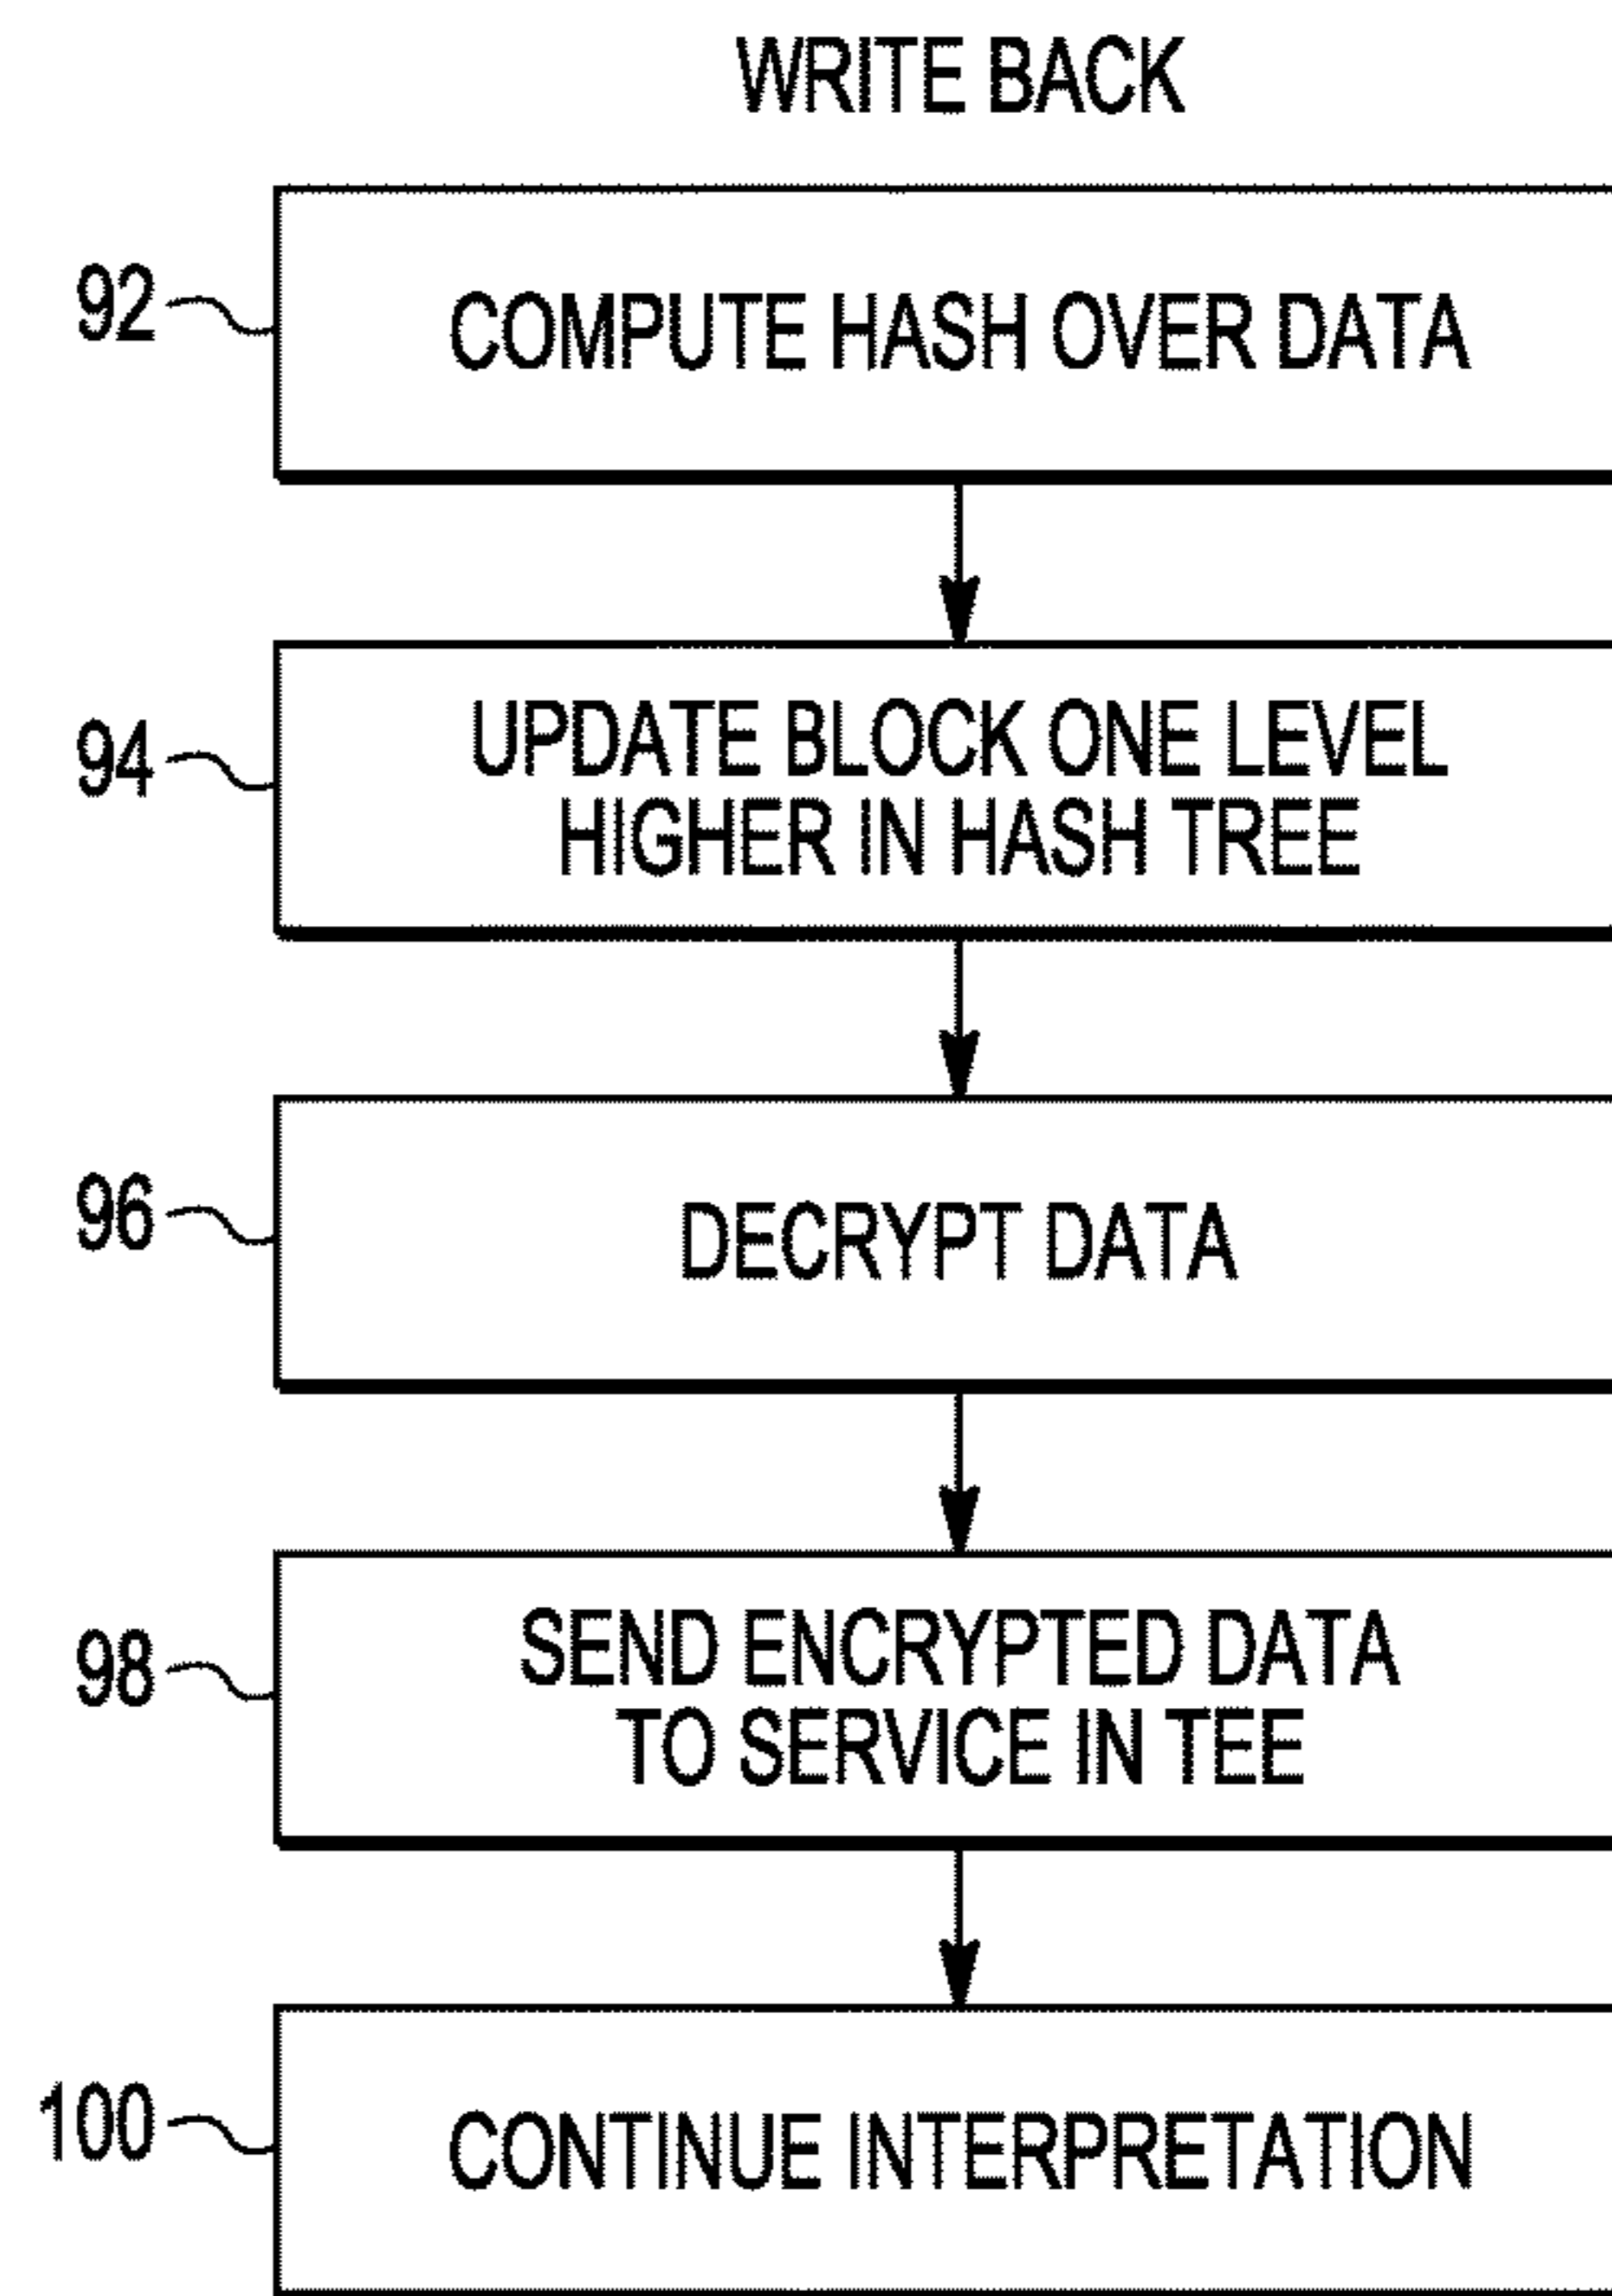 WRITE BACK
92
COMPUTE HASH OVER DATA
94
UPDATE BLOCK ONE LEVEL
HIGHER IN HASH TREE
96
DECRYPT DATA
98
SEND ENCRYPTED DATA
TO SERVICE IN TEE
100
CONTINUE INTERPRETATION